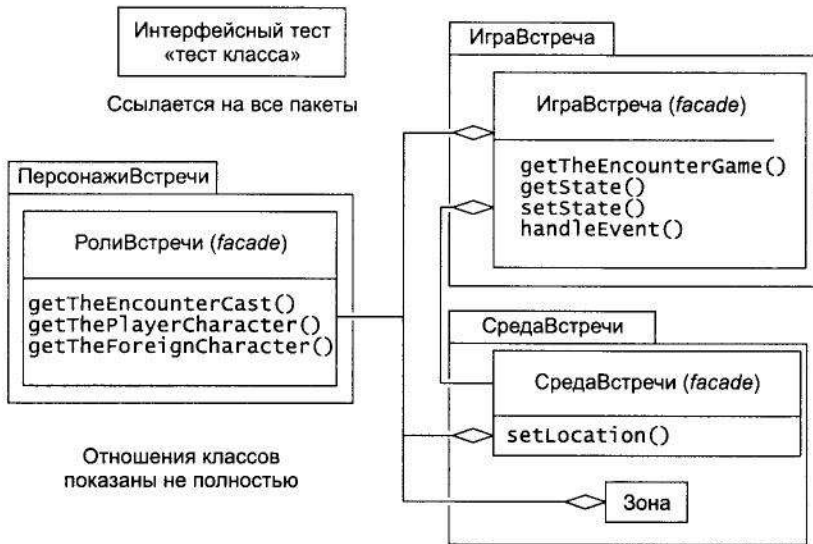 Интерфейсный тест
«тест класса»
Ссылается на все пакеты
ПерсонажиВстречи
РолиВстречи (facade)
getTheEncounterCast()
getThePlayerCharacter()
getTheForeignCharacter()
Отношения классов
показаны не полностью
ИграВстреча
ИграВстреча (facade)
getTheEncounterGame()
getState()
setState()
handleEvent()
СредаВстречи
СредаВстречи (facade)
setLocation()
Зона